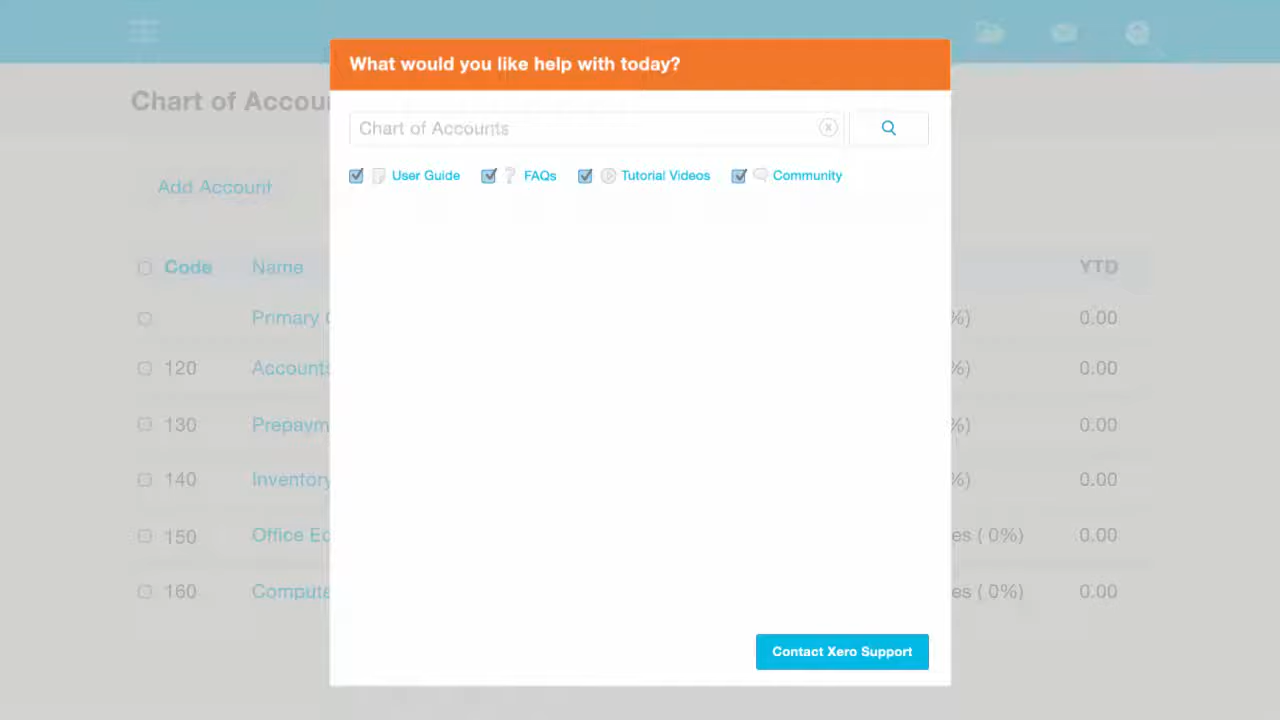 What would you like help with today?
Chart of Accou
Chart of Accounts
User Guide FAQs Tutorial Videos Community
Add Account
Code Name YTD
Primary %) 0.00
120 Accounts %) 0.00
130 Prepaym %) 0.00
140 Inventory %) 0.00
150 Office Ec es ( 0%) 0.00
160 Compute es ( 0%) 0.00
Contact Xero Support